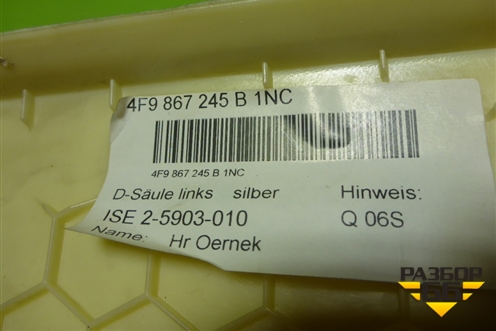 4F9 867 245 B 1NC
4F9 867 245 B 1NC
D-Säule links silber Hinweis:
ISE 2-5903-010 Q 06S
Name: Hr Oernek
РАЗБОР
66